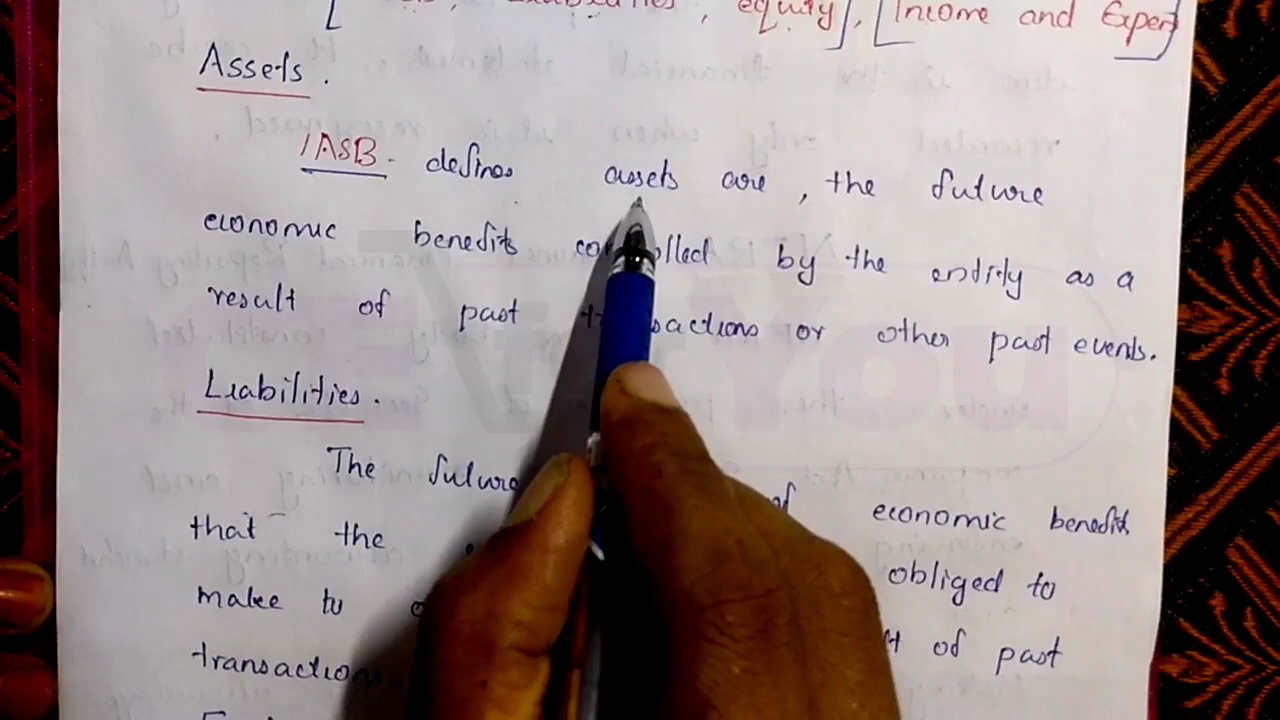 equity], [Income and Expen]
Assets.
IASB - defines assets are, the future
economic benefits controlled by the entity as a
result of past transactions or other past events.
Liabilities.
The future of economic benefits
that the
make to obliged to
transactions of past